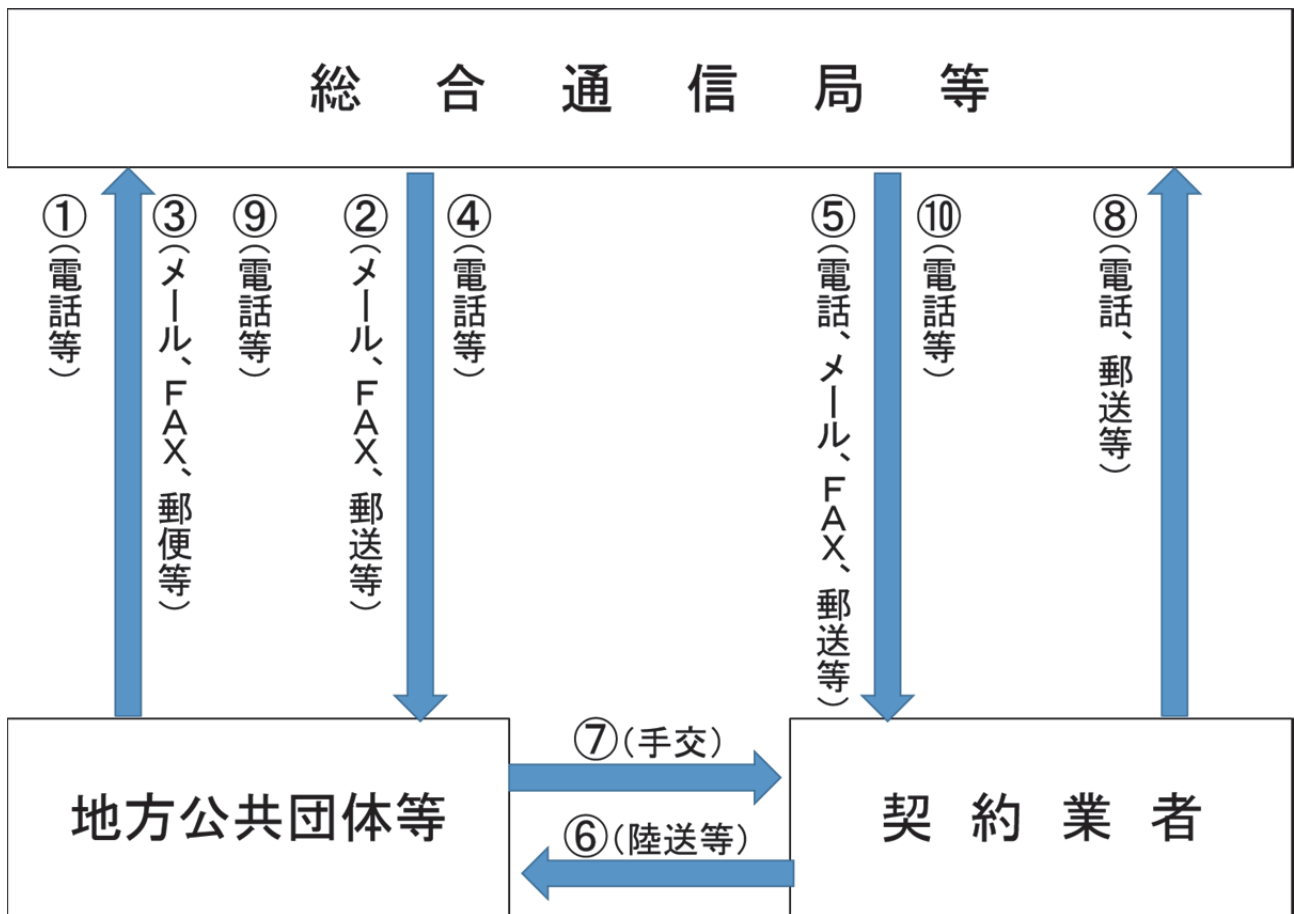 総合通信局等
①(電話等)
③(メール、FAX、郵便等)
⑨(電話等)
②(メール、FAX、郵送等)
④(電話等)
⑤(電話、メール、FAX、郵送等)
⑩(電話等)
⑧(電話、郵送等)
⑦(手交)
地方公共団体等
契約業者
⑥(陸送等)